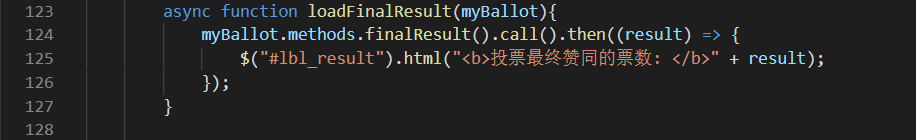 123 async function loadFinalResult(myBallot){
124 myBallot.methods.finalResult().call().then((result) => {
125 $("#lbl_result").html("<b>投票最终赞同的票数: </b>" + result);
126 });
127 }
128